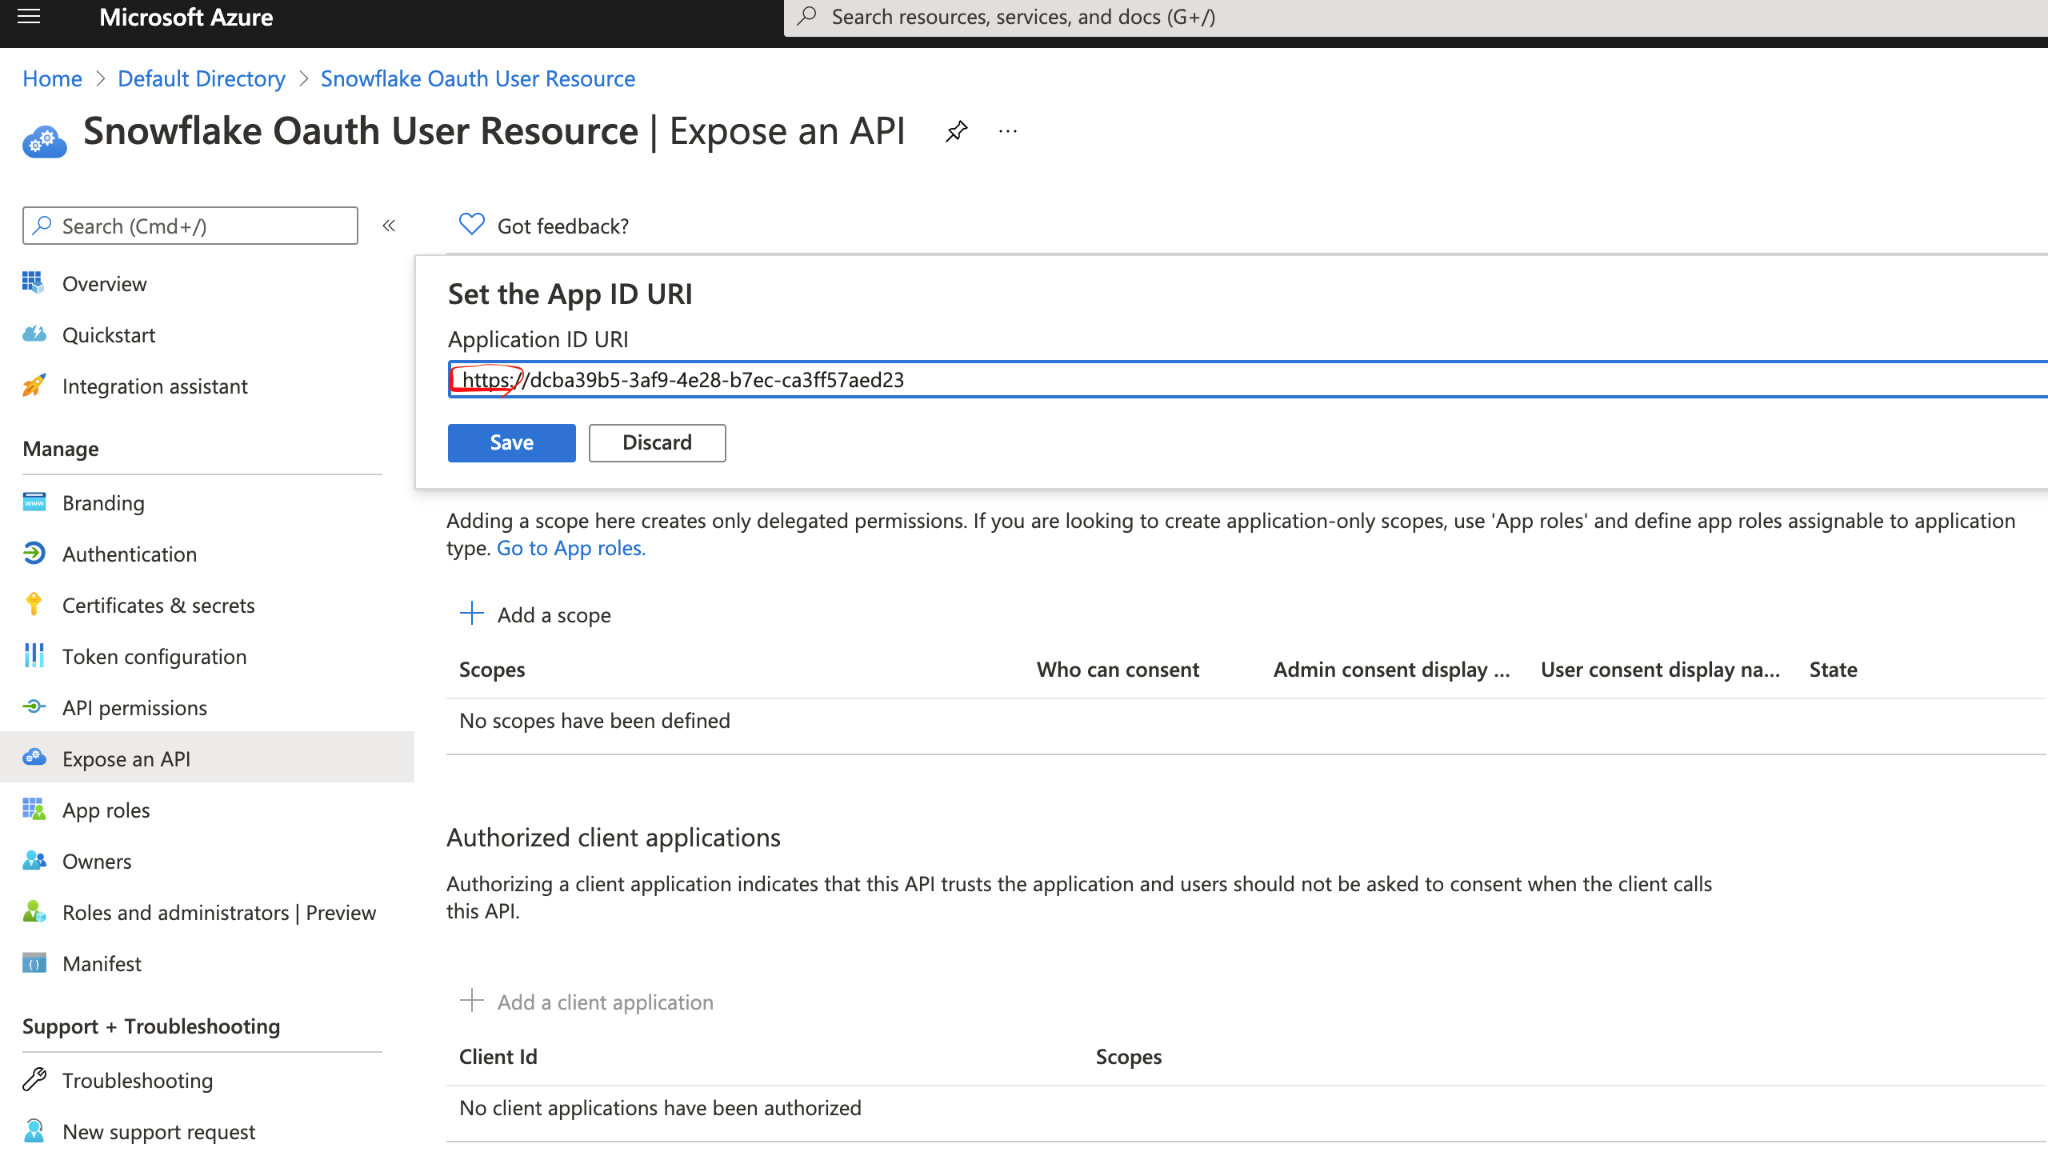 Microsoft Azure
Search resources, services, and docs (G+/)
Home > Default Directory > Snowflake Oauth User Resource
Snowflake Oauth User Resource | Expose an API
...
Search (Cmd+/)
«
Got feedback?
Overview
Quickstart
Integration assistant
Manage
Branding
Authentication
Certificates & secrets
Token configuration
API permissions
Expose an API
App roles
Owners
Roles and administrators | Preview
Manifest
Support + Troubleshooting
Troubleshooting
New support request
Set the App ID URI
Application ID URI
https://dcba39b5-3af9-4e28-b7ec-ca3ff57aed23
Save Discard
Adding a scope here creates only delegated permissions. If you are looking to create application-only scopes, use 'App roles' and define app roles assignable to application
type. Go to App roles.
Add a scope
Scopes Who can consent Admin consent display ... User consent display na... State
No scopes have been defined
Authorized client applications
Authorizing a client application indicates that this API trusts the application and users should not be asked to consent when the client calls
this API.
Add a client application
Client Id Scopes
No client applications have been authorized